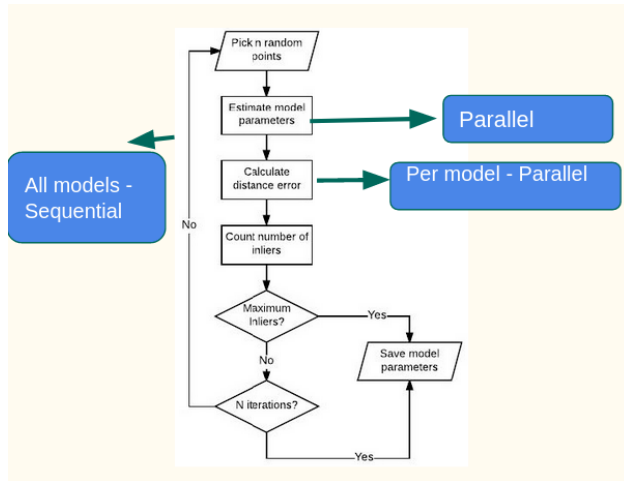 Pick n random
points
Estimate model
parameters
Parallel
Calculate
distance error
Per model - Parallel
All models -
Sequential
No
Count number of
inliers
Maximum
Inliers?
Yes
No
Save model
parameters
N iterations?
Yes